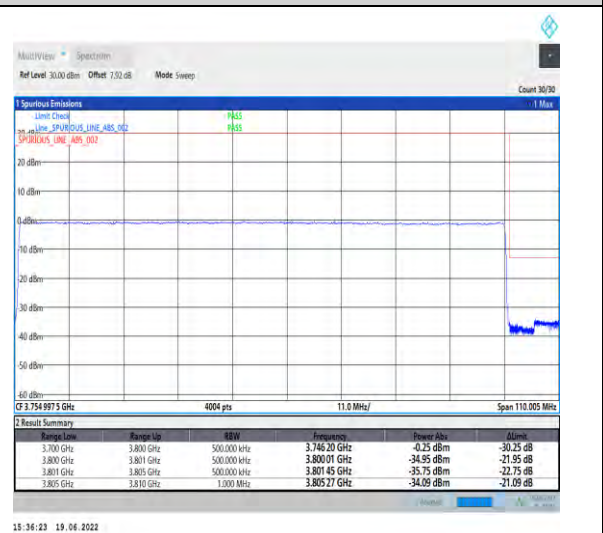 MultiView Spectrum
Ref Level 30.00 dBm Offset 7.92 dB Mode Sweep
Count 30/30
1 Spurious Emissions 1 Max
Limit Check PASS
Line _SPURIOUS_LINE_ABS_002 PASS
SPURIOUS_LINE_ABS_002
20 dBm
10 dBm
0 dBm
-10 dBm
-20 dBm
-30 dBm
-40 dBm
-50 dBm
-60 dBm
CF 3.754 997 5 GHz 4004 pts 11.0 MHz/ Span 110.005 MHz
2 Result Summary
Range Low Range Up RBW Frequency Power Abs ΔLimit
3.700 GHz 3.800 GHz 500.000 kHz 3.746 20 GHz -0.25 dBm -30.25 dB
3.800 GHz 3.801 GHz 500.000 kHz 3.800 01 GHz -34.95 dBm -21.95 dB
3.801 GHz 3.805 GHz 500.000 kHz 3.801 45 GHz -35.75 dBm -22.75 dB
3.805 GHz 3.810 GHz 1.000 MHz 3.805 27 GHz -34.09 dBm -21.09 dB
15:36:23 19.06.2022